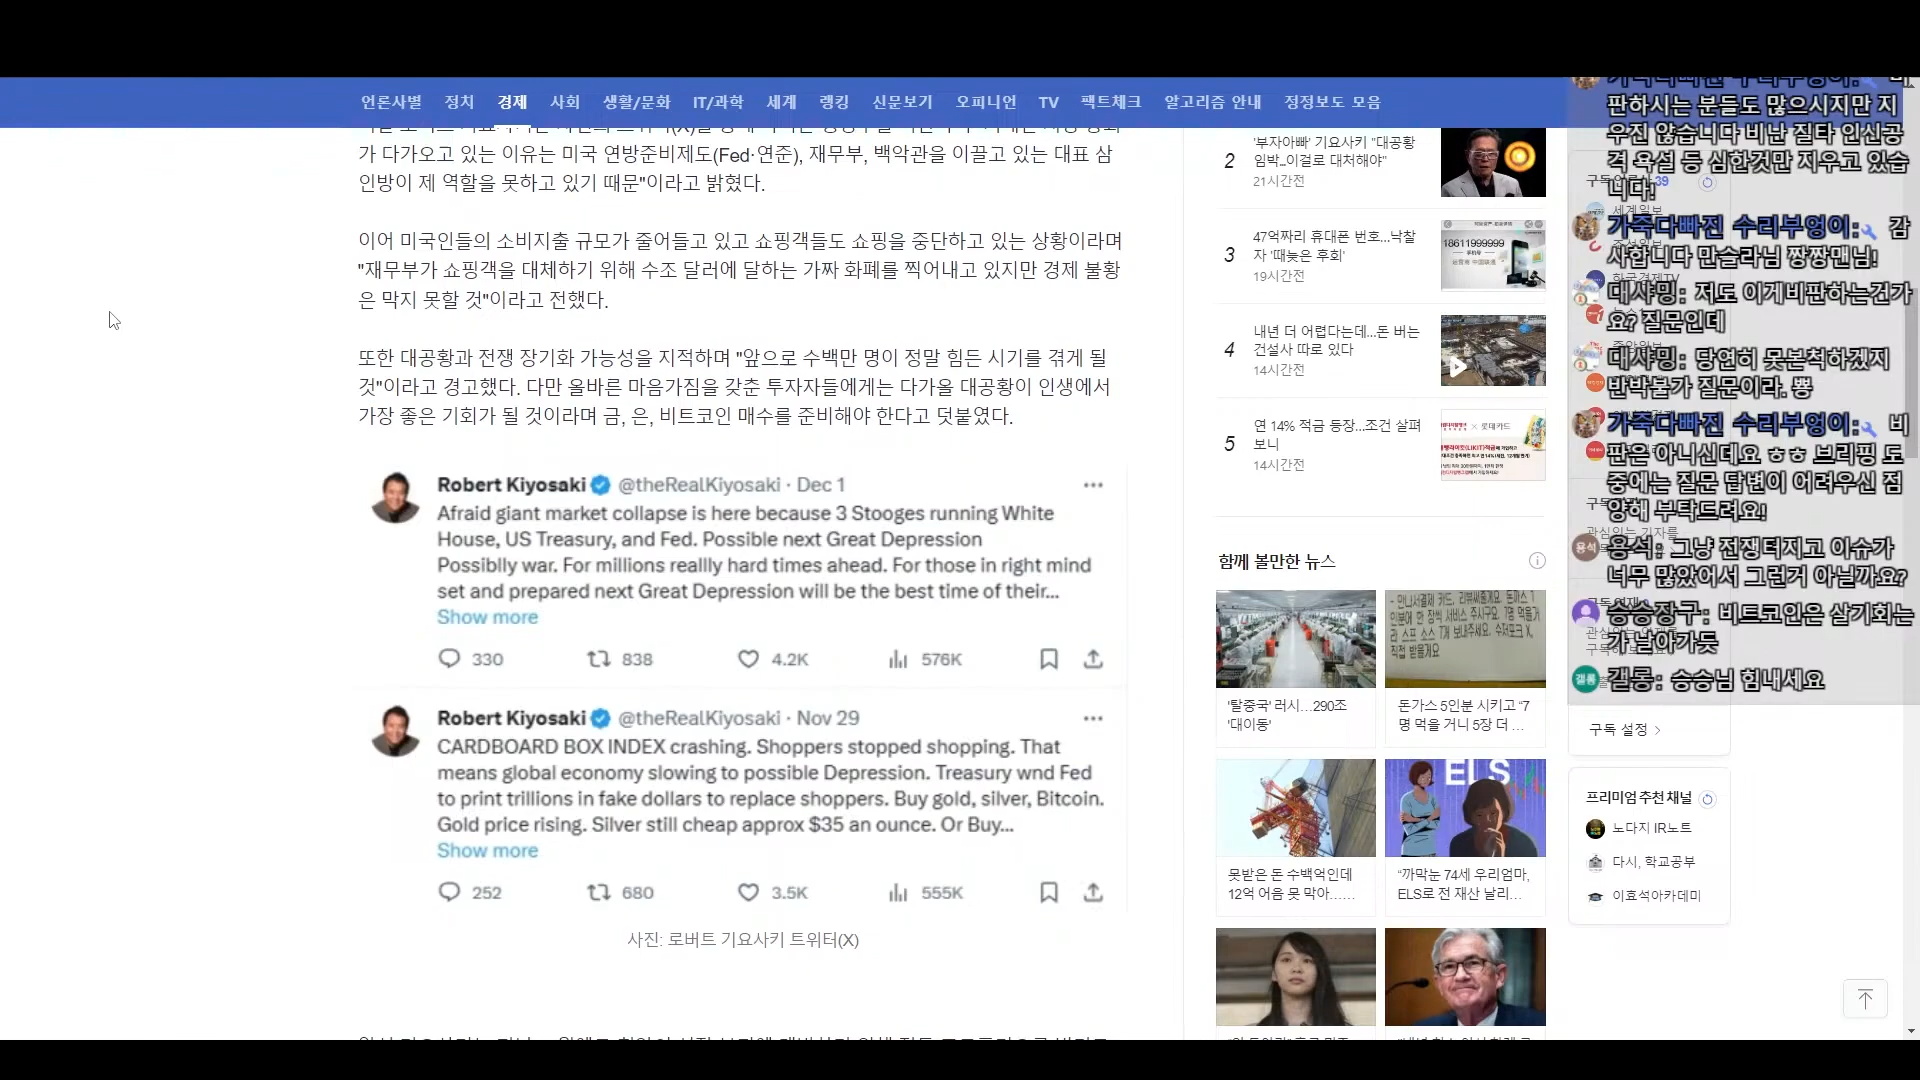 언론사별 정치 경제 사회 생활/문화 IT/과학 세계 랭킹 신문보기 오피니언 TV 팩트체크 알고리즘 안내 정정보도 모음
가 다가오고 있는 이유는 미국 연방준비제도(Fed·연준), 재무부, 백악관을 이끌고 있는 대표 삼
인방이 제 역할을 못하고 있기 때문"이라고 밝혔다.
이어 미국인들의 소비지출 규모가 줄어들고 있고 쇼핑객들도 쇼핑을 중단하고 있는 상황이라며
"재무부가 쇼핑객을 대체하기 위해 수조 달러에 달하는 가짜 화폐를 찍어내고 있지만 경제 불황
은 막지 못할 것"이라고 전했다.
또한 대공황과 전쟁 장기화 가능성을 지적하며 "앞으로 수백만 명이 정말 힘든 시기를 겪게 될
것"이라고 경고했다. 다만 올바른 마음가짐을 갖춘 투자자들에게는 다가올 대공황이 인생에서
가장 좋은 기회가 될 것이라며 금, 은, 비트코인 매수를 준비해야 한다고 덧붙였다.
Robert Kiyosaki @theRealKiyosaki · Dec 1
Afraid giant market collapse is here because 3 Stooges running White
House, US Treasury, and Fed. Possible next Great Depression
Possiblly war. For millions reallly hard times ahead. For those in right mind
set and prepared next Great Depression will be the best time of their...
Show more
330 838 4.2K 576K
Robert Kiyosaki @theRealKiyosaki · Nov 29
CARDBOARD BOX INDEX crashing. Shoppers stopped shopping. That
means global economy slowing to possible Depression. Treasury wnd Fed
to print trillions in fake dollars to replace shoppers. Buy gold, silver, Bitcoin.
Gold price rising. Silver still cheap approx $35 an ounce. Or Buy...
Show more
252 680 3.5K 555K
사진: 로버트 기요사키 트위터(X)
2
'부자아빠' 기요사키 "대공황
임박...이걸로 대처해야"
21시간전
3
47억짜리 휴대폰 번호...낙찰
자 '때늦은 후회'
19시간전
18611999999
4
내년 더 어렵다는데...돈 버는
건설사 따로 있다
14시간전
5
연 14% 적금 등장...조건 살펴
보니
14시간전
함께 볼만한 뉴스
'탈중국' 러시…290조
'대이동'
돈가스 5인분 시키고 "7
명 먹을 거니 5장 더 …
ELS
못받은 돈 수백억인데
12억 어음 못 막아……
"까막눈 74세 우리엄마,
ELS로 전 재산 날리…
판하시는 분들도 많으시지만 지
우진 않습니다 비난 질타 인신공
격 욕설 등 심한것만 지우고 있습
니다!
가죽다빠진 수리부엉이: 감
사합니다 만슬라님 짱짱맨님!
대샤밍: 저도 이게비판하는건가
요? 질문인데
대샤밍: 당연히 못본척하겠지
반박불가 질문이라. 뿅
가죽다빠진 수리부엉이: 비
판은 아니신데요 ㅎㅎ 브리핑 도
중에는 질문 답변이 어려우신 점
양해 부탁드려요!
용석: 그냥 전쟁터지고 이슈가
너무 많았어서 그런거 아닐까요?
승승장구: 비트코인은 살기회는
가 날아가듯
갤롱: 승승님 힘내세요
구독 설정
프리미엄 추천 채널
노다지 IR노트
다시, 학교공부
이효석아카데미